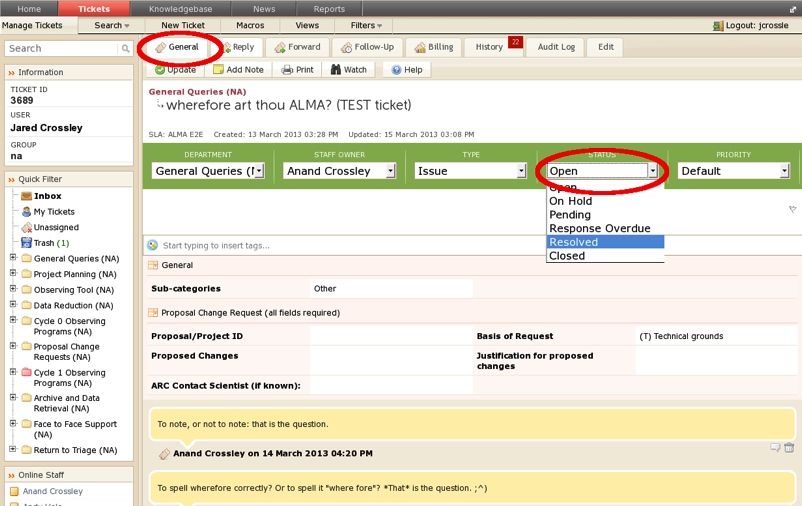 Home Tickets Knowledgebase News Reports
Manage Tickets Search New Ticket Macros Views Filters Logout: jcrossle
Search
General Reply Forward Follow-Up Billing History 22 Audit Log Edit
Update Add Note Print Watch Help
Information
TICKET ID
3689
USER
Jared Crossley
GROUP
na
Quick Filter
Inbox
My Tickets
Unassigned
Trash (1)
General Queries (NA)
Project Planning (NA)
Observing Tool (NA)
Data Reduction (NA)
Cycle 0 Observing
Programs (NA)
Proposal Change
Requests (NA)
Cycle 1 Observing
Programs (NA)
Archive and Data
Retrieval (NA)
Face to Face Support
(NA)
Return to Triage (NA)
Online Staff
Anand Crossley
General Queries (NA)
wherefore art thou ALMA? (TEST ticket)
SLA: ALMA E2E Created: 13 March 2013 03:28 PM Updated: 15 March 2013 03:08 PM
DEPARTMENT STAFF OWNER TYPE STATUS PRIORITY
General Queries (N Anand Crossley Issue Open Default
Open
On Hold
Pending
Response Overdue
Resolved
Closed
Start typing to insert tags...
General
Sub-categories Other
Proposal Change Request (all fields required)
Proposal/Project ID Basis of Request (T) Technical grounds
Proposed Changes Justification for proposed
changes
ARC Contact Scientist (if known):
To note, or not to note: that is the question.
Anand Crossley on 14 March 2013 04:20 PM
To spell wherefore correctly? Or to spell it "where fore"? *That* is the question. ;^)